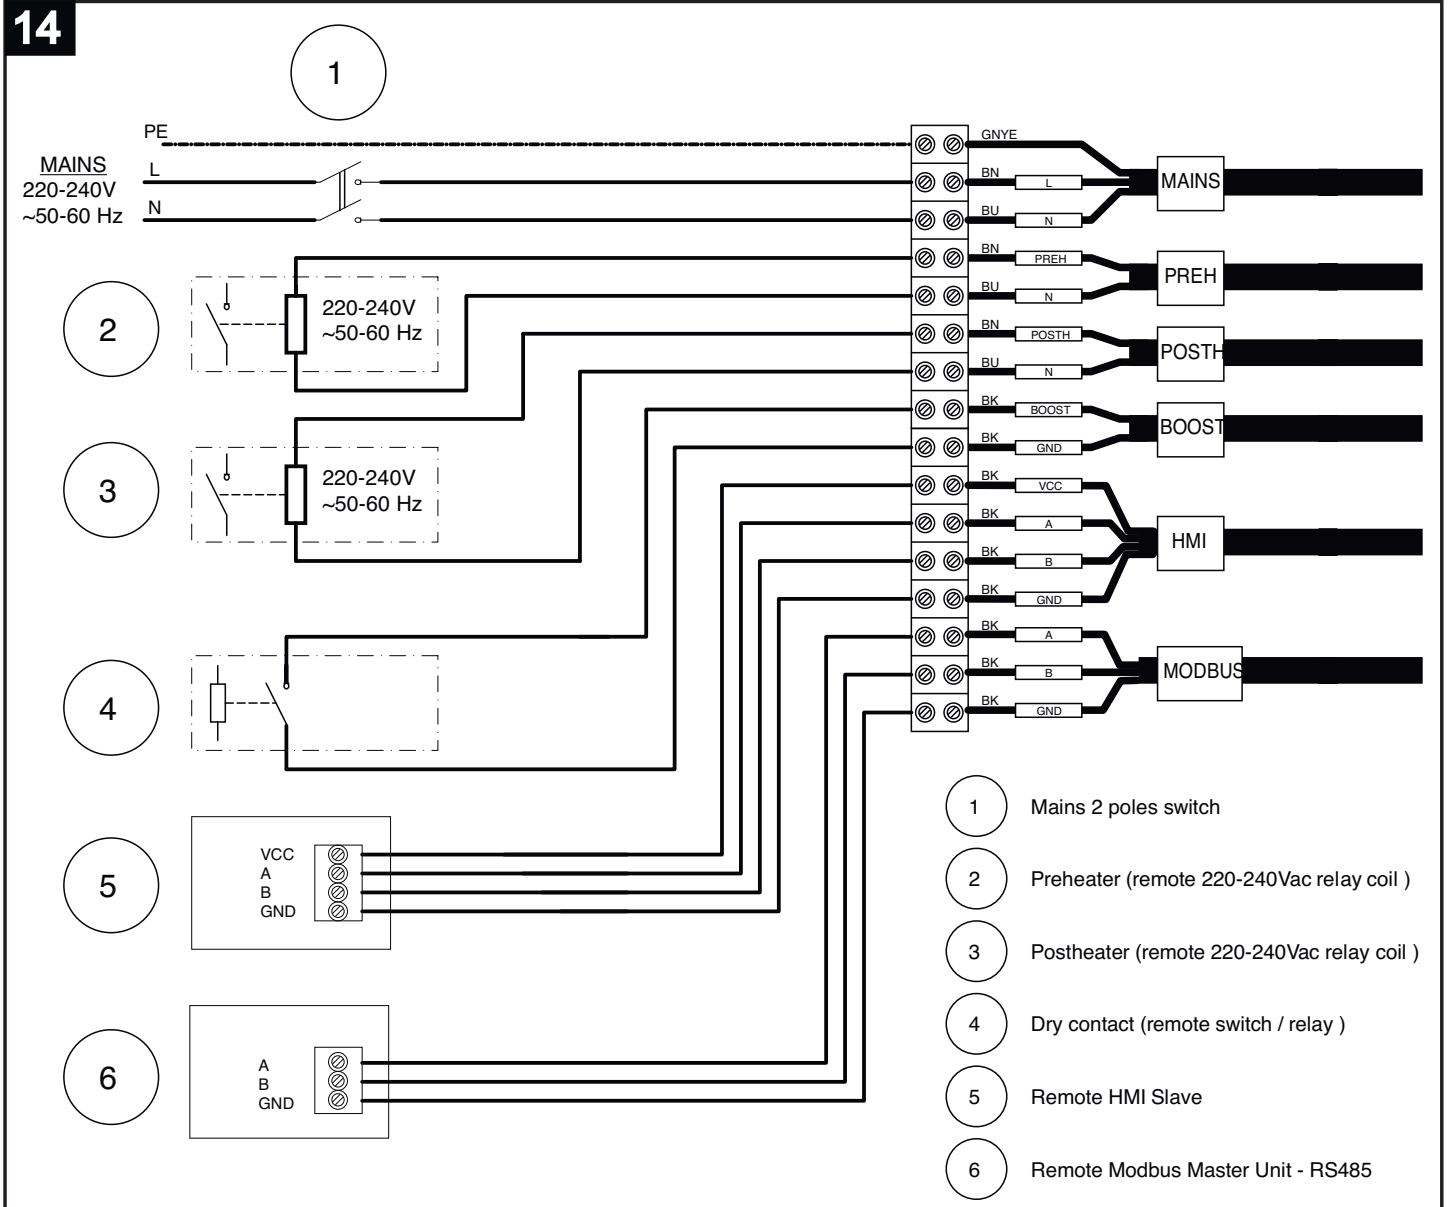 14
1
PE
MAINS
220-240V
~50-60 Hz
L
N
GNYE
BN
L
MAINS
BU
N
BN
PREH
PREH
BU
N
2
220-240V
~50-60 Hz
BN
POSTH
POSTH
BU
N
BK
BOOST
BOOST
BK
GND
3
220-240V
~50-60 Hz
BK
VCC
BK
A
HMI
BK
B
BK
GND
BK
A
BK
B
MODBUS
BK
GND
4
5
VCC
A
B
GND
6
A
B
GND
1 Mains 2 poles switch
2 Preheater (remote 220-240Vac relay coil )
3 Postheater (remote 220-240Vac relay coil )
4 Dry contact (remote switch / relay )
5 Remote HMI Slave
6 Remote Modbus Master Unit - RS485